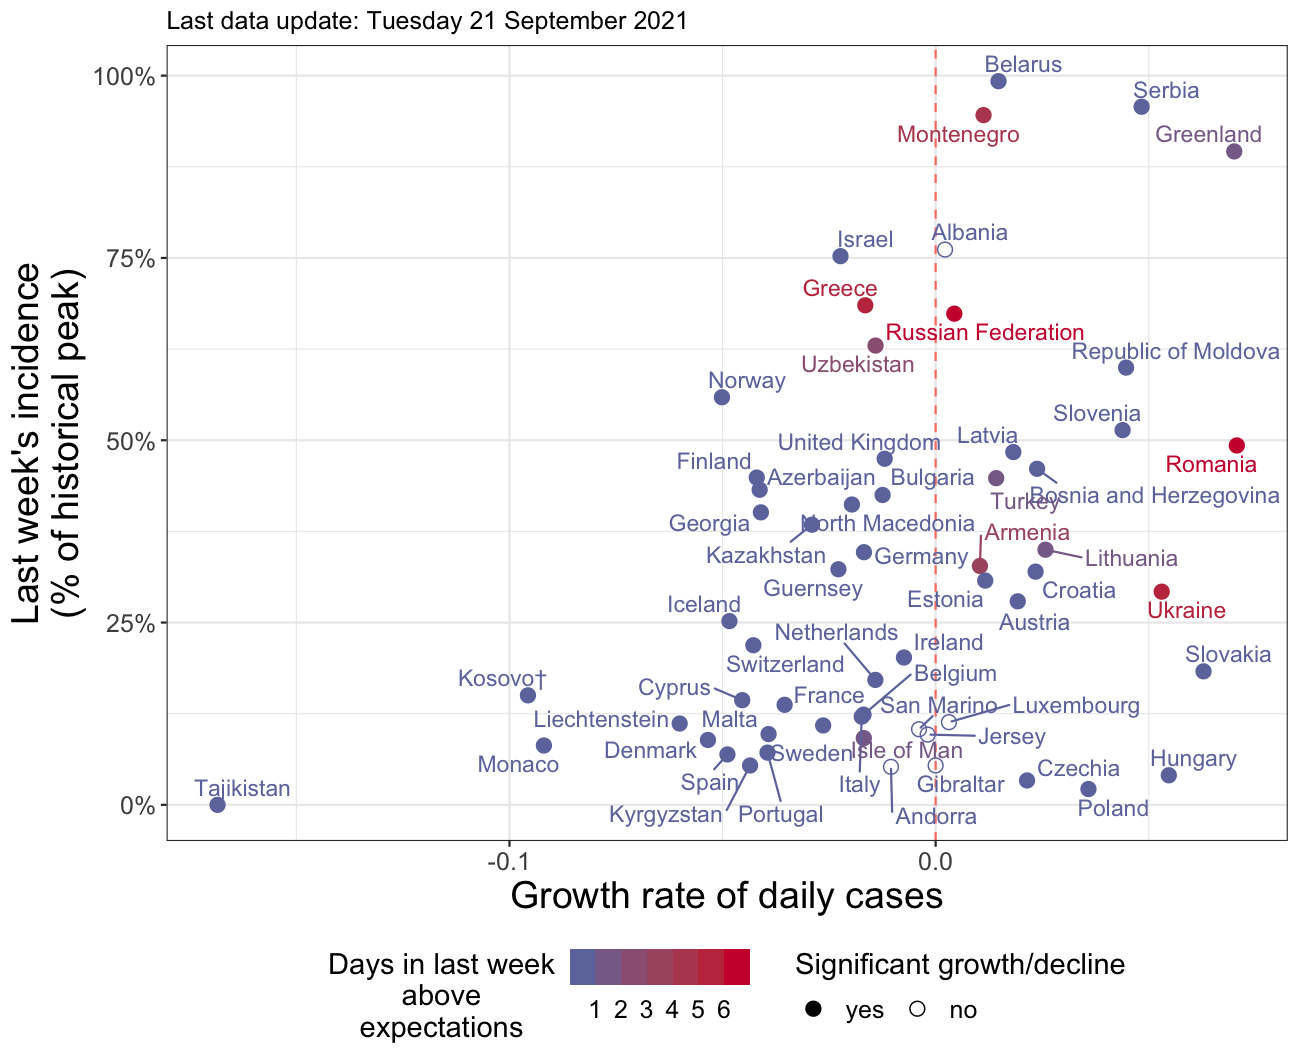 Last data update: Tuesday 21 September 2021
Last week's incidence
(% of historical peak)
100%
75%
50%
25%
0%
Belarus
Serbia
Montenegro
Greenland
Albania
Israel
Greece
Russian Federation
Republic of Moldova
Uzbekistan
Norway
Slovenia
Latvia
United Kingdom
Finland
Romania
Azerbaijan
Bulgaria
Bosnia and Herzegovina
Turkey
Georgia
North Macedonia
Armenia
Kazakhstan
Germany
Lithuania
Guernsey
Croatia
Estonia
Iceland
Ukraine
Austria
Netherlands
Ireland
Switzerland
Slovakia
Belgium
Kosovo†
Cyprus
France
San Marino
Luxembourg
Liechtenstein
Malta
Jersey
Denmark
Sweden
Isle of Man
Monaco
Hungary
Czechia
Spain
Italy
Gibraltar
Tajikistan
Poland
Kyrgyzstan
Portugal
Andorra
-0.1
0.0
Growth rate of daily cases
Days in last week
above
expectations
1 2 3 4 5 6
Significant growth/decline
yes
no